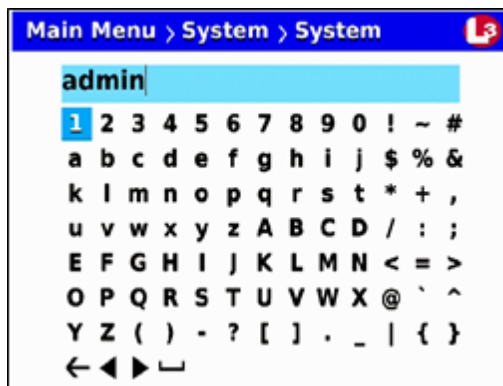 Main Menu > System > System L3
admin
1 2 3 4 5 6 7 8 9 0 ! ~ #
a b c d e f g h i j $ % &
k l m n o p q r s t * + ,
u v w x y z A B C D / : ;
E F G H I J K L M N < = >
O P Q R S T U V W X @ ` ^
Y Z ( ) - ? [ ] . _ | { }
← ◀ ▶ ⌴